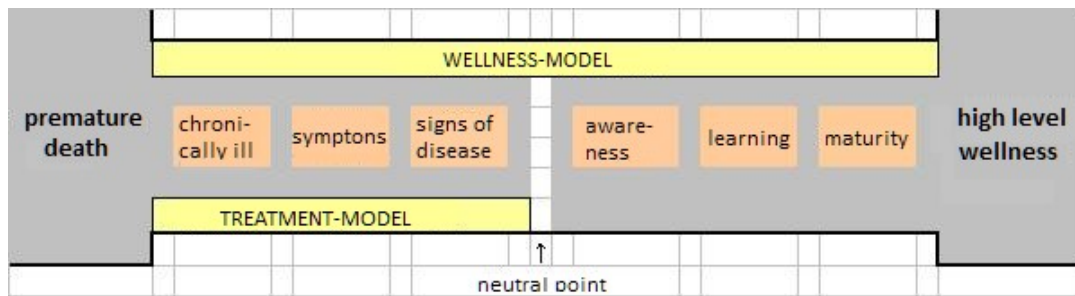 WELLNESS-MODEL
premature
death
chroni-
cally ill
symptons
signs of
disease
aware-
ness
learning
maturity
high level
wellness
TREATMENT-MODEL
↑
neutral point